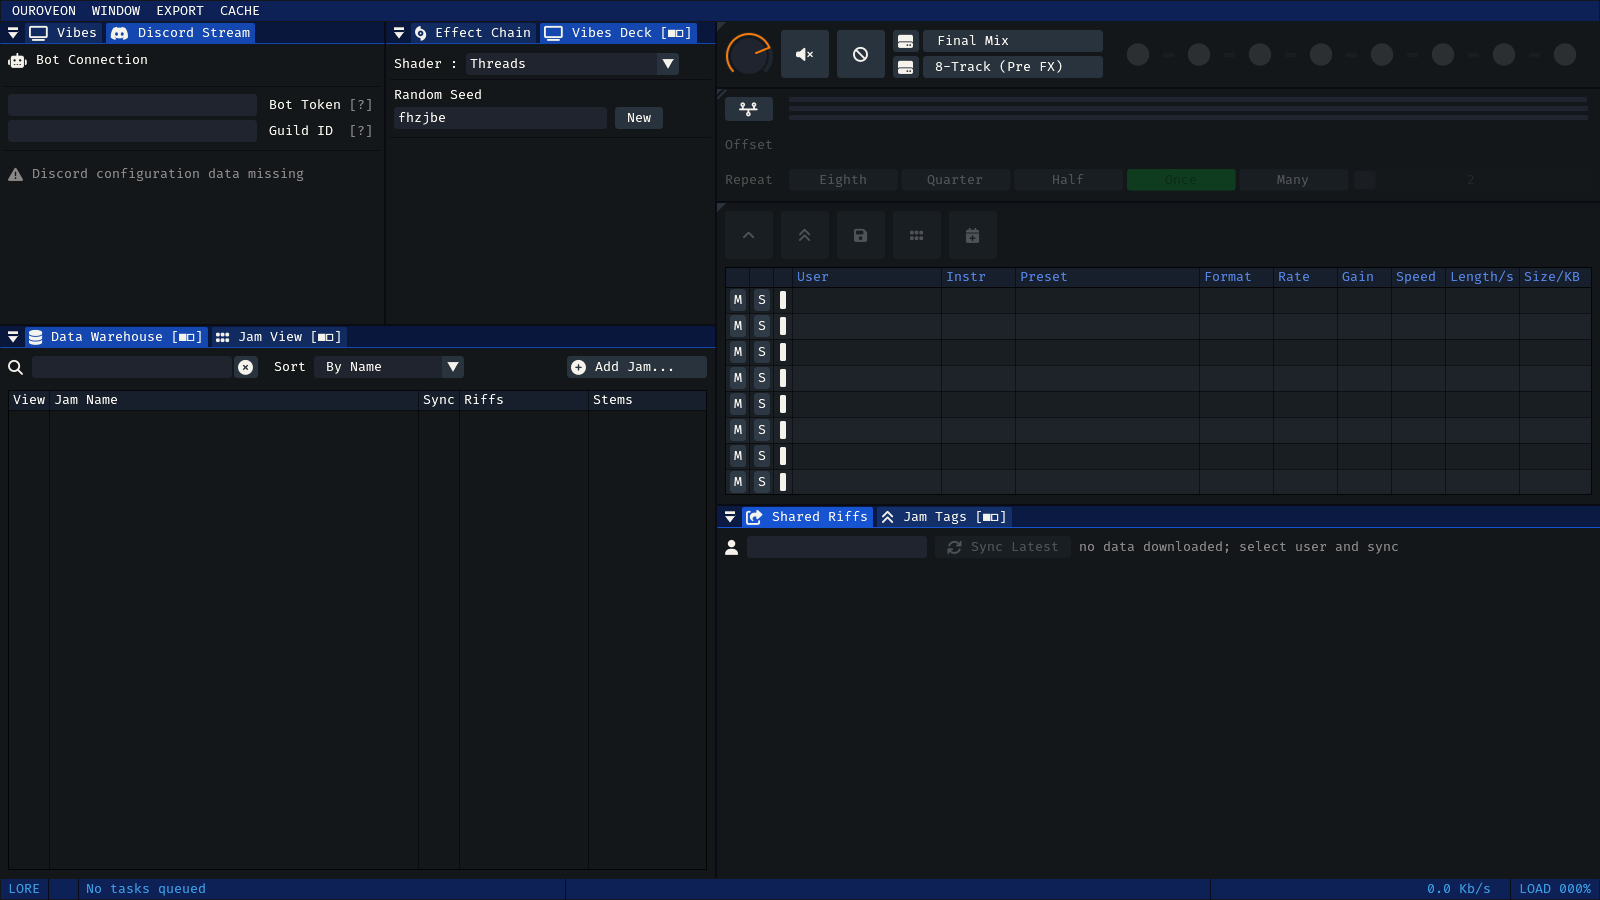 OUROVEON WINDOW EXPORT CACHE
Vibes Discord Stream
Bot Connection
Bot Token [?]
Guild ID [?]
Discord configuration data missing
Effect Chain Vibes Deck [■□]
Shader : Threads
Random Seed
fhzjbe New
Final Mix
8-Track (Pre FX)
Offset
Repeat Eighth Quarter Half Once Many 2
User Instr Preset Format Rate Gain Speed Length/s Size/KB
M S
M S
M S
M S
M S
M S
M S
M S
Data Warehouse [■□] Jam View [■□]
Sort By Name Add Jam...
View Jam Name Sync Riffs Stems
Shared Riffs Jam Tags [■□]
Sync Latest no data downloaded; select user and sync
LORE No tasks queued 0.0 Kb/s LOAD 000%